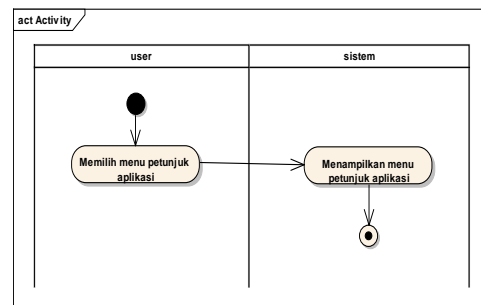 act Activity
user
sistem
Memilih menu petunjuk
aplikasi
Menampilkan menu
petunjuk aplikasi